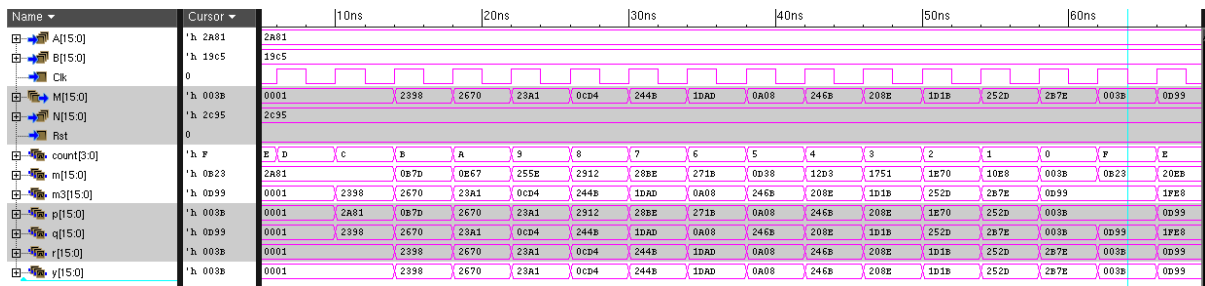 Name Cursor 10ns 20ns 30ns 40ns 50ns 60ns
A[15:0] 'h 2A81 2A81
B[15:0] 'h 19C5 19C5
Clk 0
M[15:0] 'h 003B 0001 2398 2670 23A1 0CD4 244B 1DAD 0A08 246B 208E 1D1B 252D 2B7E 003B 0D99
N[15:0] 'h 2C95 2C95
Rst 0
count[3:0] 'h F E D C B A 9 8 7 6 5 4 3 2 1 0 F E
m[15:0] 'h 0B23 2A81 0B7D 0E67 255E 2912 28BE 271B 0D38 12D3 1751 1E70 10E8 003B 0B23 20EB
m3[15:0] 'h 0D99 0001 2398 2670 23A1 0CD4 244B 1DAD 0A08 246B 208E 1D1B 252D 2B7E 0D99 1FE8
p[15:0] 'h 003B 0001 2A81 0B7D 2670 23A1 2912 28BE 271B 0A08 246B 208E 1E70 252D 003B 0D99
q[15:0] 'h 0D99 0001 2398 2670 23A1 0CD4 244B 1DAD 0A08 246B 208E 1D1B 252D 2B7E 003B 0D99 1FE8
r[15:0] 'h 003B 0001 2398 2670 23A1 0CD4 244B 1DAD 0A08 246B 208E 1D1B 252D 2B7E 003B 0D99
y[15:0] 'h 003B 0001 2398 2670 23A1 0CD4 244B 1DAD 0A08 246B 208E 1D1B 252D 2B7E 003B 0D99